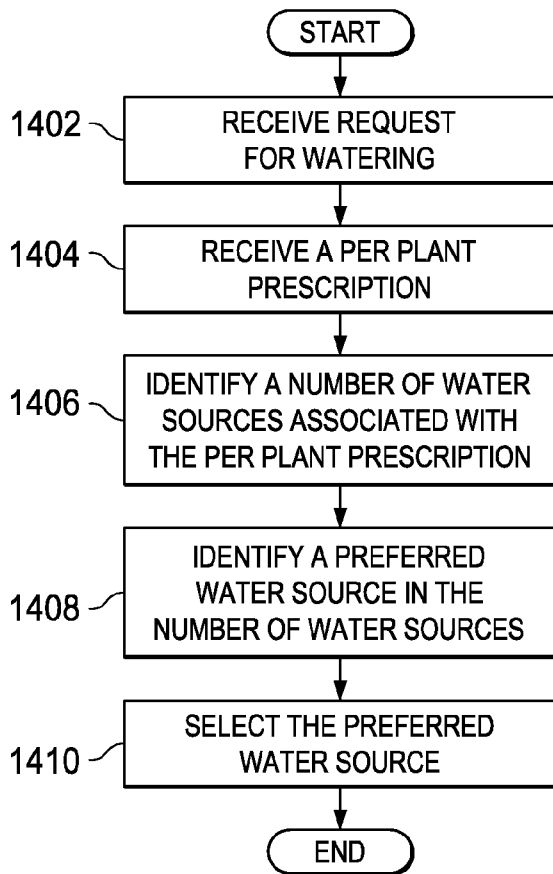 START
1402
RECEIVE REQUEST
FOR WATERING
1404
RECEIVE A PER PLANT
PRESCRIPTION
1406
IDENTIFY A NUMBER OF WATER
SOURCES ASSOCIATED WITH
THE PER PLANT PRESCRIPTION
1408
IDENTIFY A PREFERRED
WATER SOURCE IN THE
NUMBER OF WATER SOURCES
1410
SELECT THE PREFERRED
WATER SOURCE
END